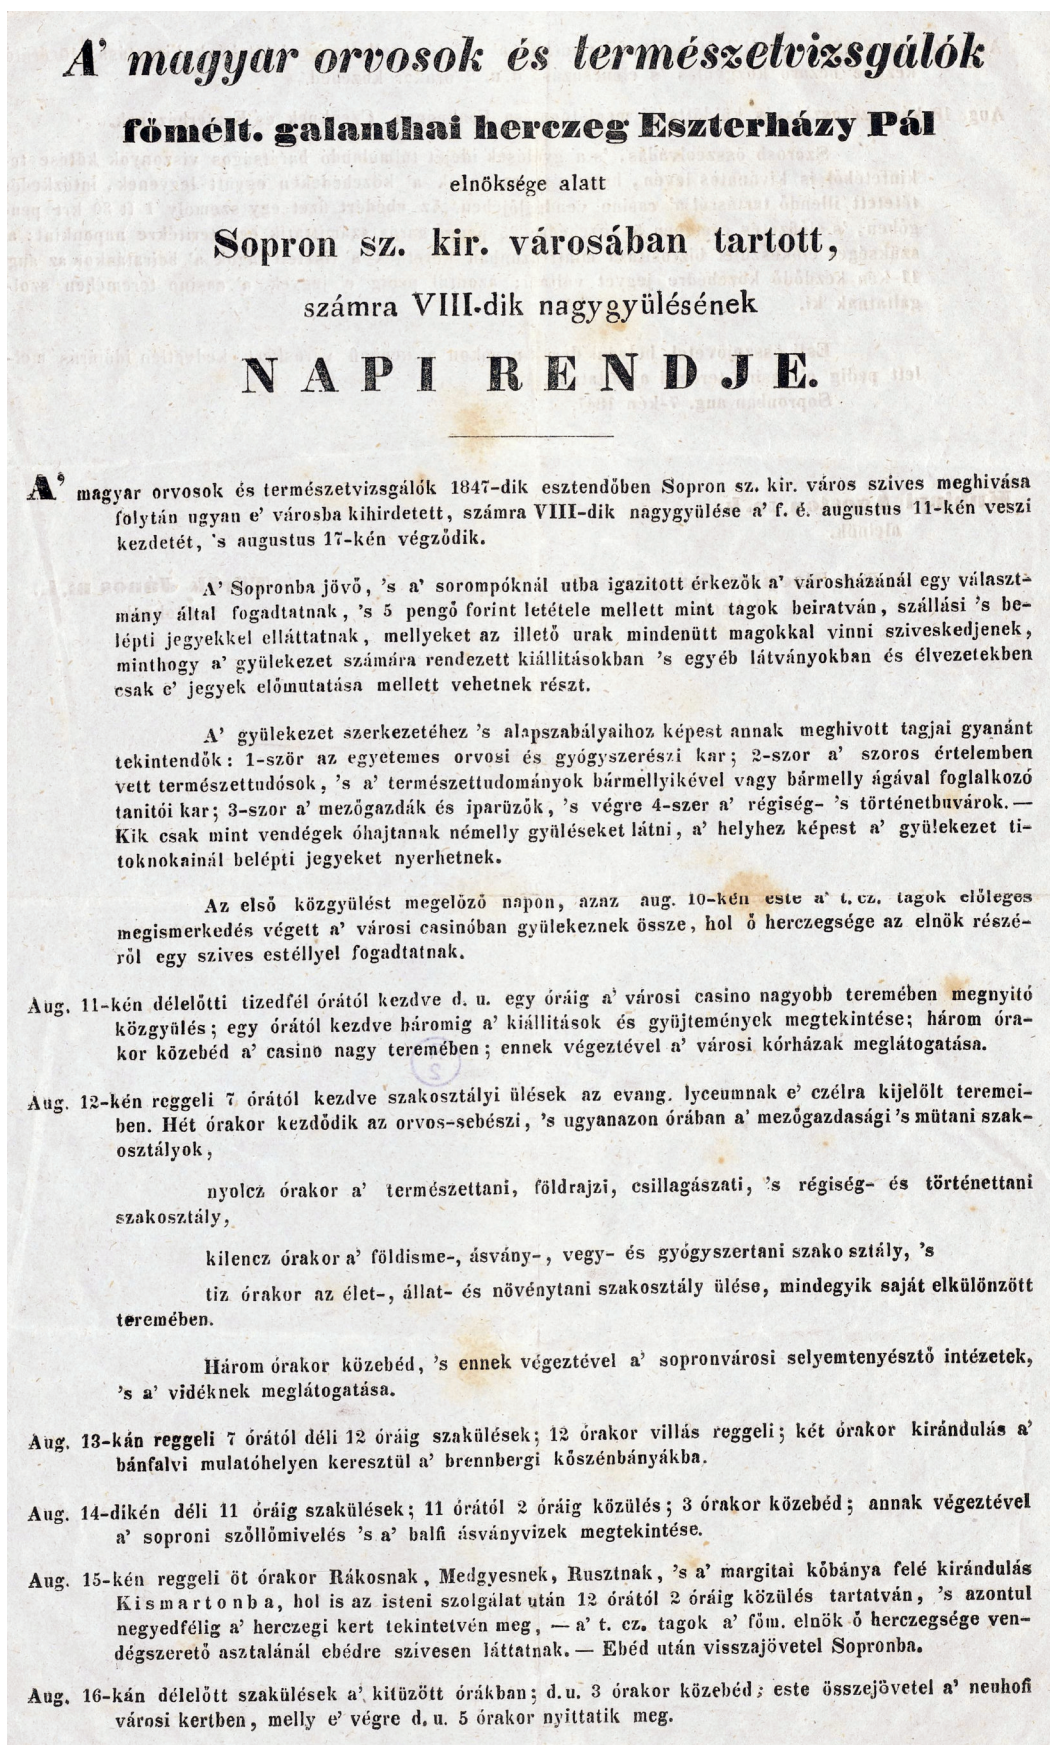 A' magyar orvosok és természetvizsgálók
főmélt. galanthai herczeg Eszterházy Pál
elnöksége alatt
Sopron sz. kir. városában tartott,
számra VIII-dik nagygyülésének
NAPI RENDJE.
A' magyar orvosok és természetvizsgálók 1847-dik esztendőben Sopron sz. kir. város szives meghivása
folytán ugyan e' városba kihirdetett, számra VIII-dik nagygyülése a' f. é. augustus 11-kén veszi
kezdetét, 's augustus 17-kén végződik.
A' Sopronba jövő, 's a' sorompóknál utba igazitott érkezők a' városházánál egy választ-
mány által fogadtatnak, 's 5 pengő forint letétele mellett mint tagok beiratván, szállási 's be-
lépti jegyekkel elláttatnak, mellyeket az illető urak mindenütt magokkal vinni sziveskedjenek,
minthogy a' gyülekezet számára rendezett kiállitásokban 's egyéb látványokban és élvezetekben
csak e' jegyek előmutatása mellett vehetnek részt.
A' gyülekezet szerkezetéhez 's alapszabályaihoz képest annak meghivott tagjai gyanánt
tekintendők: 1-ször az egyetemes orvosi és gyógyszerészi kar; 2-szor a' szoros értelemben
vett természettudósok, 's a' természettudományok bármellyikével vagy bármelly ágával foglalkozó
tanitói kar; 3-szor a' mezőgazdák és iparüzők, 's végre 4-szer a' régiség- 's történetbuvárok.—
Kik csak mint vendégek óhajtanak némelly gyüléseket látni, a' helyhez képest a' gyülekezet ti-
toknokainál belépti jegyeket nyerhetnek.
Az első közgyülést megelőző napon, azaz aug. 10-kén este a' t. cz. tagok előleges
megismerkedés végett a' városi casinóban gyülekeznek össze, hol ő herczegsége az elnök részé-
ről egy szives estéllyel fogadtatnak.
Aug. 11-kén délelőtti tizedfél órától kezdve d. u. egy óráig a' városi casino nagyobb teremében megnyitó
közgyülés; egy órától kezdve háromig a' kiállitások és gyüjtemények megtekintése; három óra-
kor közebéd a' casino nagy teremében; ennek végeztével a' városi kórházak meglátogatása.
Aug. 12-kén reggeli 7 órától kezdve szakosztályi ülések az evang. lyceumnak e' czélra kijelölt teremei-
ben. Hét órakor kezdődik az orvos-sebészi, 's ugyanazon órában a' mezőgazdasági 's mütani szak-
osztályok,
nyolcz órakor a' természettani, földrajzi, csillagászati, 's régiség- és történettani
szakosztály,
kilencz órakor a' földisme-, ásvány-, vegy- és gyógyszertani szako sztály, 's
tiz órakor az élet-, állat- és növénytani szakosztály ülése, mindegyik saját elkülönzött
teremében.
Három órakor közebéd, 's ennek végeztével a' sopronvárosi selyemtenyésztő intézetek,
's a' vidéknek meglátogatása.
Aug. 13-kán reggeli 7 órától déli 12 óráig szakülések; 12 órakor villás reggeli; két órakor kirándulás a'
bánfalvi mulatóhelyen keresztül a' brennbergi kőszénbányákba.
Aug. 14-dikén déli 11 óráig szakülések; 11 órától 2 óráig közülés; 3 órakor közebéd; annak végeztével
a' soproni szőllőmivelés 's a' balfi ásványvizek megtekintése.
Aug. 15-kén reggeli öt órakor Rákosnak, Medgyesnek, Rusztnak, 's a' margitai kőbánya felé kirándulás
Kismartonba, hol is az isteni szolgálat után 12 órától 2 óráig közülés tartatván, 's azontul
negyedfélig a' herczegi kert tekintetvén meg, — a' t. cz. tagok a' főm. elnök ő herczegsége ven-
dégszerető asztalánál ebédre szivesen láttatnak.— Ebéd után visszajövetel Sopronba.
Aug. 16-kán délelőtt szakülések a' kitüzött órákban; d. u. 3 órakor közebéd; este összejövetel a' neuhofi
városi kertben, melly e' végre d. u. 5 órakor nyittatik meg.